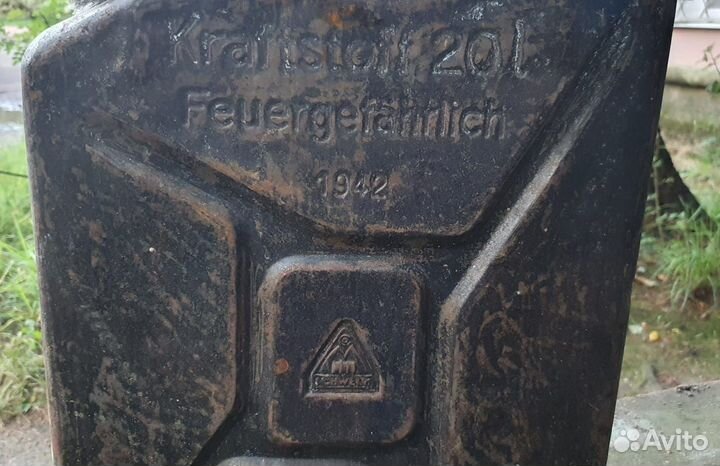 Kraftstoff 20 l
Feuergefährlich
1942
SCHWELM
Avito